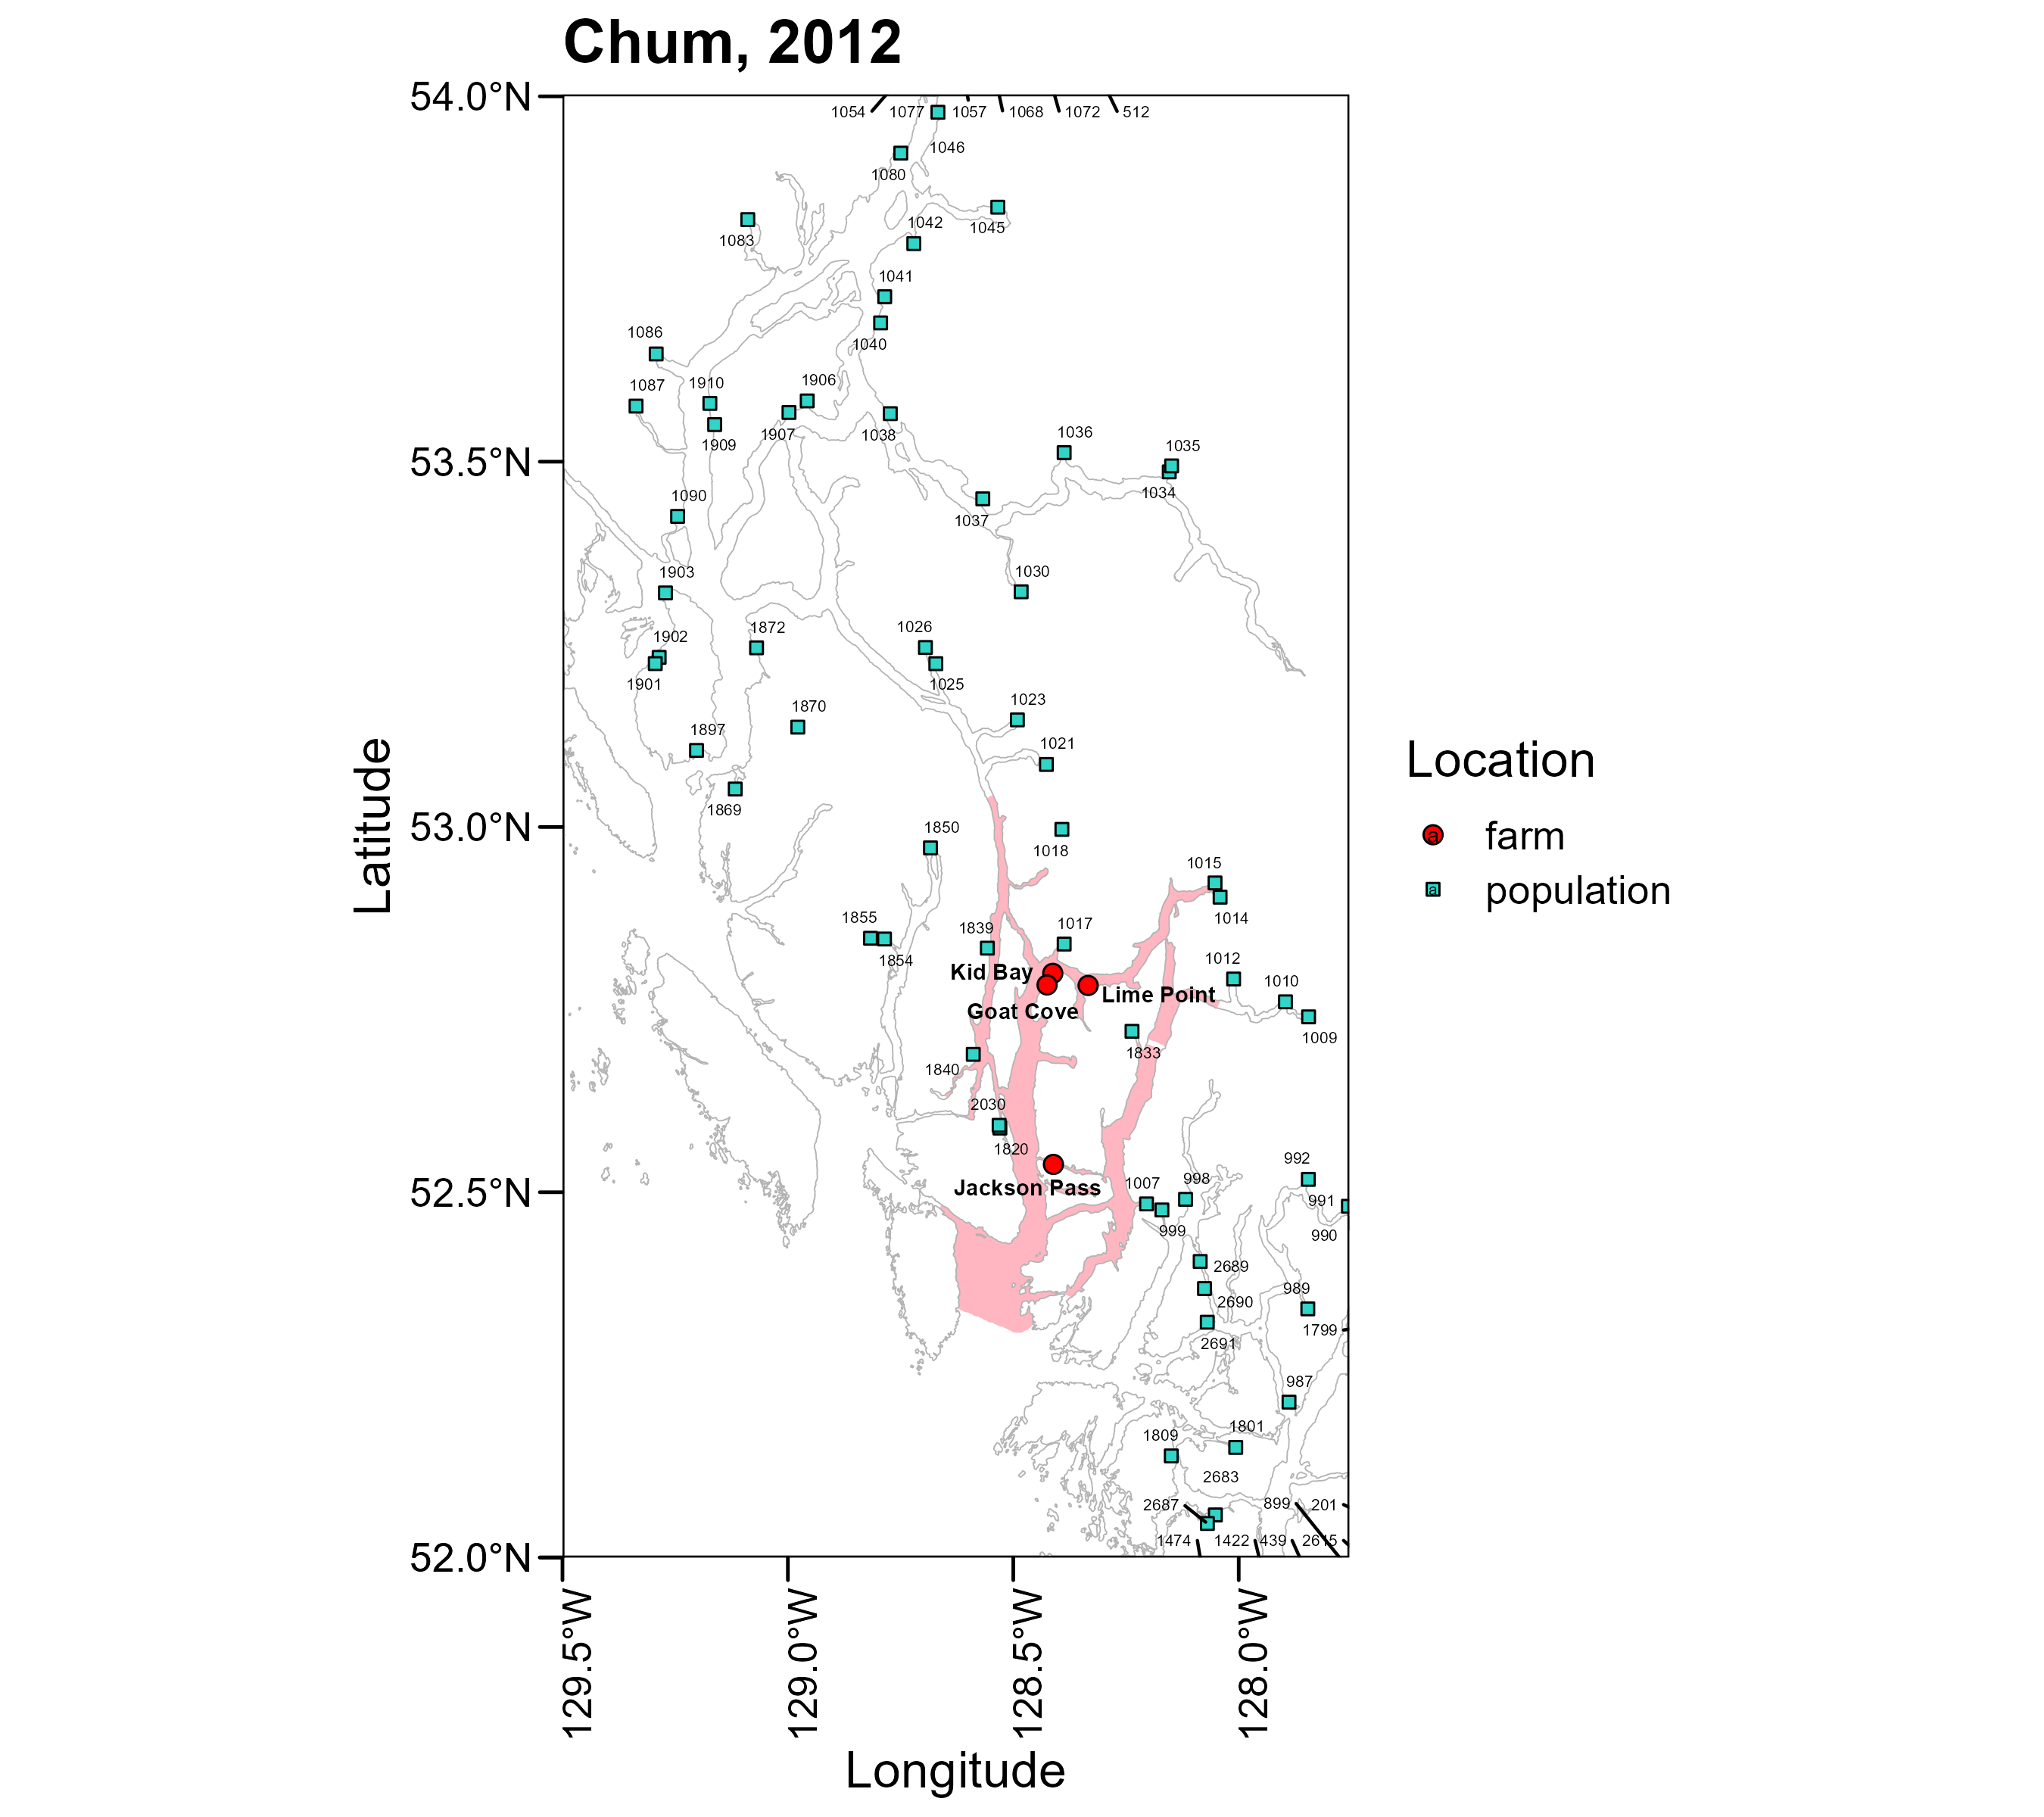 Chum, 2012
54.0°N
53.5°N
53.0°N
52.5°N
52.0°N
Latitude
1054 1077 1057 1068 1072 512
1046
1080
1042
1045
1083
1041
1040
1086
1087 1910 1906
1909 1907 1038
1036
1035
1034
1037
1090
1903
1030
1902
1872
1026
1901
1025
1023
1870
1897
1021
1869
1850
1018
1015
1014
1855
1839
1017
1854
1012
1010
1009
Kid Bay
Lime Point
Goat Cove
1833
1840
2030
1820
992
Jackson Pass
1007
998
991
999
990
2689
989
2690
1799
2691
987
1801
1809
2683
2687
899
201
1474
1422
439
2615
129.5°W
129.0°W
128.5°W
128.0°W
Longitude
Location
a farm
a population